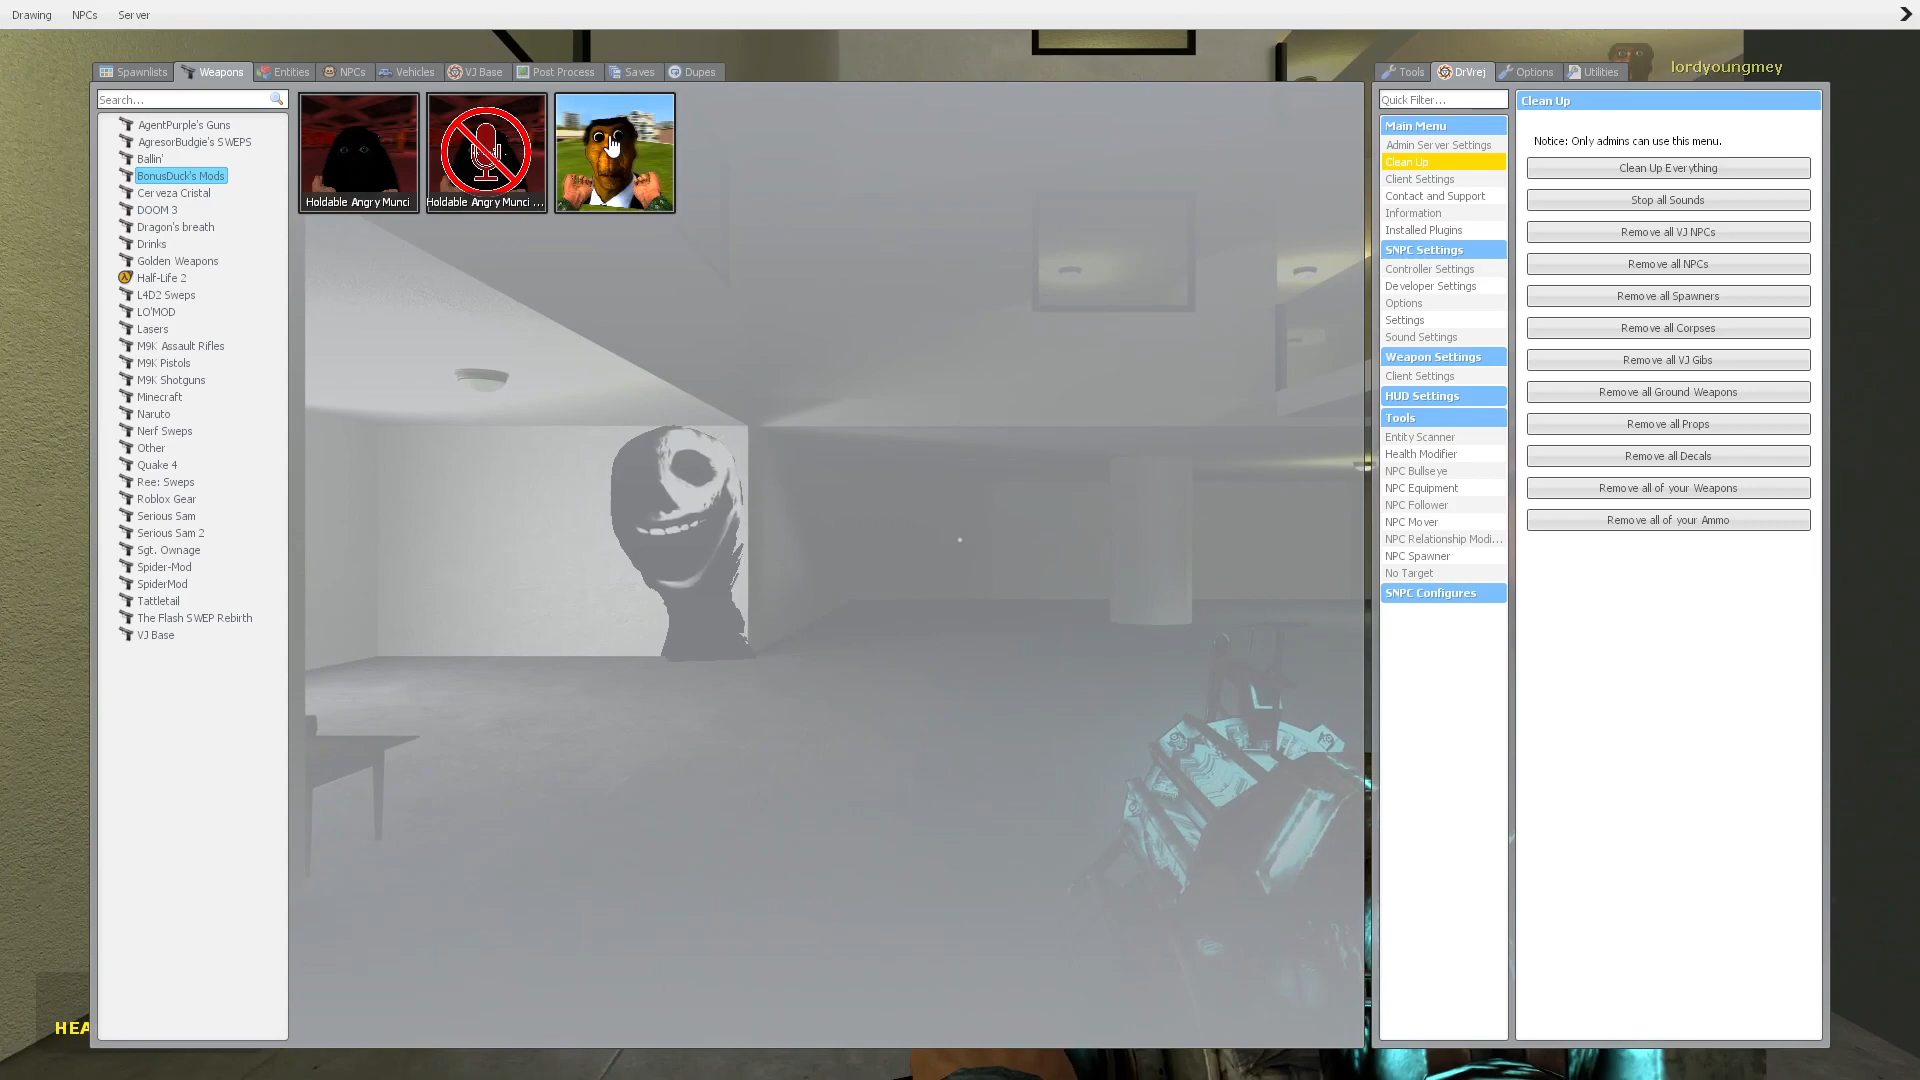 Drawing NPCs Server
lordyoungmey
Spawnlists Weapons Entities NPCs Vehicles VJ Base Post Process Saves Dupes
Search...
AgentPurple's Guns
AgresorBudgie's SWEPS
Ballin'
BonusDuck's Mods
Cerveza Cristal
DOOM 3
Dragon's breath
Drinks
Golden Weapons
Half-Life 2
L4D2 Sweps
LO'MOD
Lasers
M9K Assault Rifles
M9K Pistols
M9K Shotguns
Minecraft
Naruto
Nerf Sweps
Other
Quake 4
Ree: Sweps
Roblox Gear
Serious Sam
Serious Sam 2
Sgt. Ownage
Spider-Mod
SpiderMod
Tattletail
The Flash SWEP Rebirth
VJ Base
Holdable Angry Munci
Holdable Angry Munci ...
Tools DrVrej Options Utilities
Quick Filter...
Main Menu
Admin Server Settings
Clean Up
Client Settings
Contact and Support
Information
Installed Plugins
SNPC Settings
Controller Settings
Developer Settings
Options
Settings
Sound Settings
Weapon Settings
Client Settings
HUD Settings
Tools
Entity Scanner
Health Modifier
NPC Bullseye
NPC Equipment
NPC Follower
NPC Mover
NPC Relationship Modi...
NPC Spawner
No Target
SNPC Configures
Clean Up
Notice: Only admins can use this menu.
Clean Up Everything
Stop all Sounds
Remove all VJ NPCs
Remove all NPCs
Remove all Spawners
Remove all Corpses
Remove all VJ Gibs
Remove all Ground Weapons
Remove all Props
Remove all Decals
Remove all of your Weapons
Remove all of your Ammo
HEA